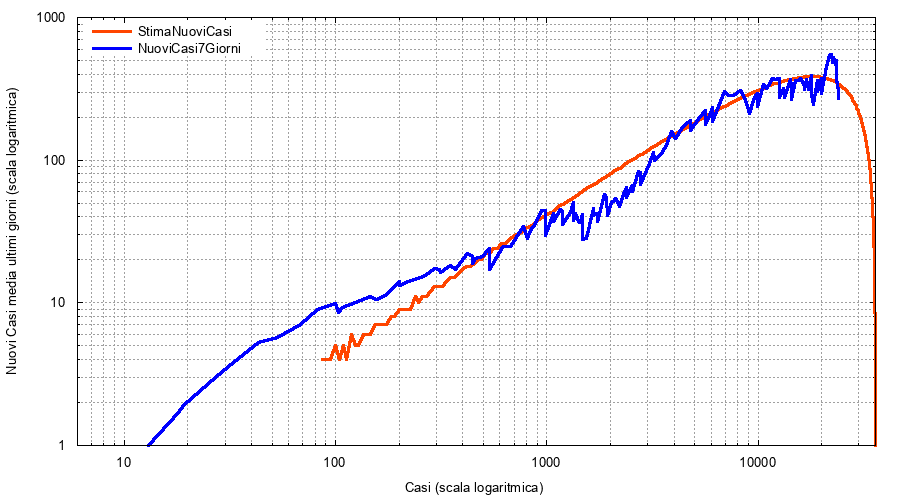 1000
StimaNuoviCasi
NuoviCasi7Giorni
100
10
1
Nuovi Casi media ultimi giorni (scala logaritmica)
10
100
1000
10000
Casi (scala logaritmica)